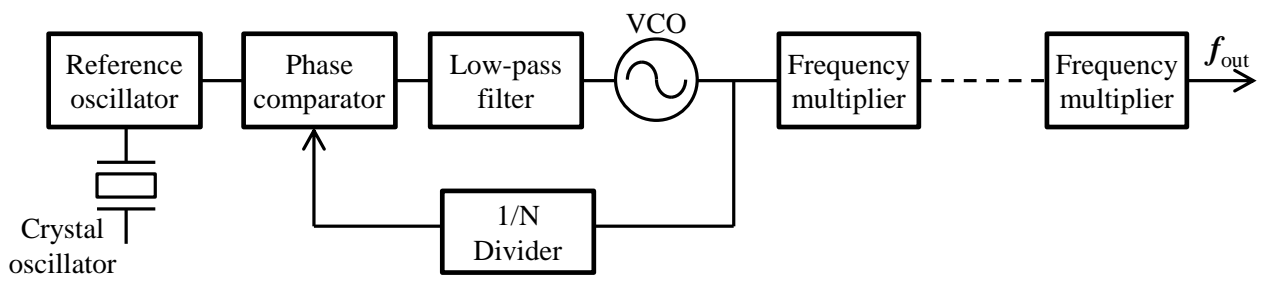 VCO
Reference
oscillator
Phase
comparator
Low-pass
filter
Frequency
multiplier
Frequency
multiplier
fout
1/N
Divider
Crystal
oscillator